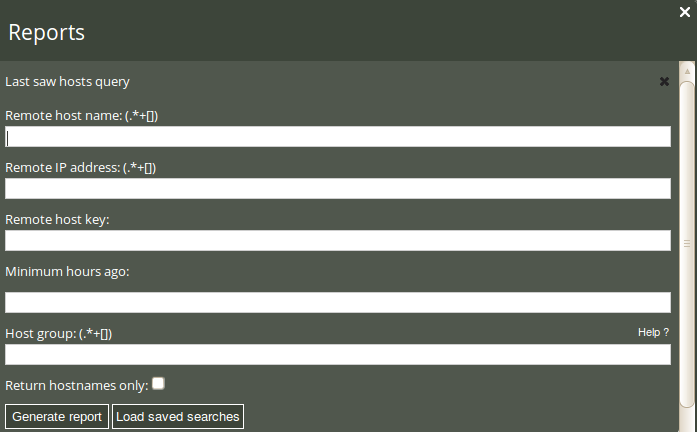 Reports
Last saw hosts query
Remote host name: (.*+[])
Remote IP address: (.*+[])
Remote host key:
Minimum hours ago:
Host group: (.*+[])
Help ?
Return hostnames only:
Generate report
Load saved searches